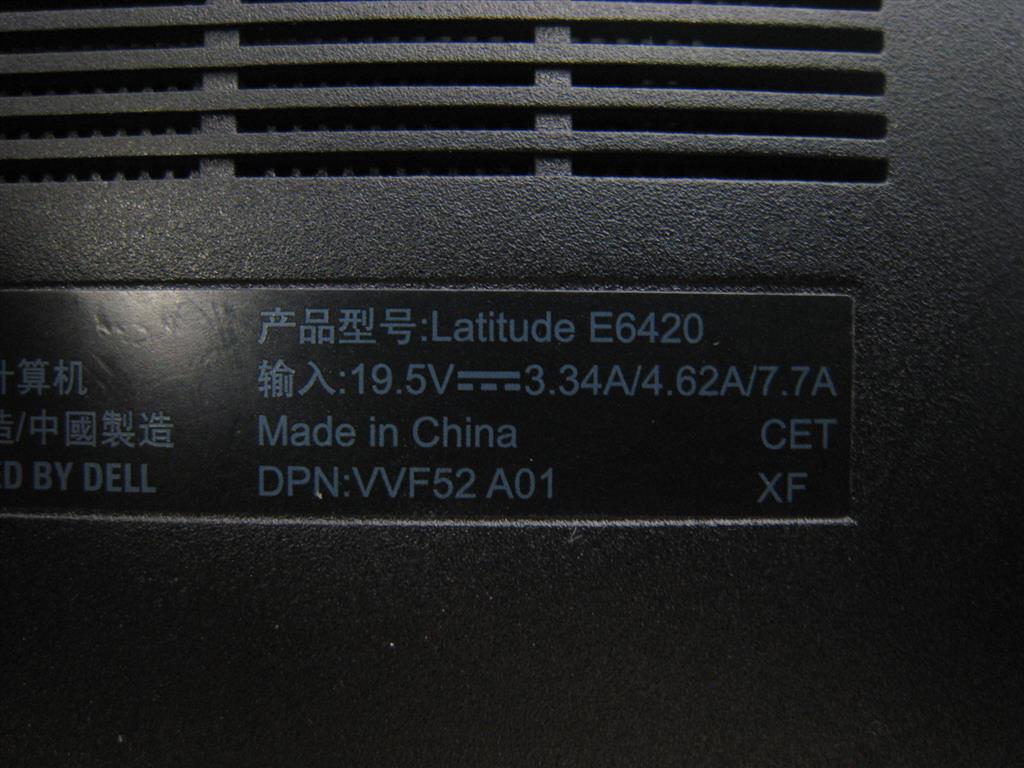 产品型号:Latitude E6420
计算机 输入:19.5V⎓3.34A/4.62A/7.7A
造/中國製造 Made in China CET
ED BY DELL DPN:VVF52 A01 XF